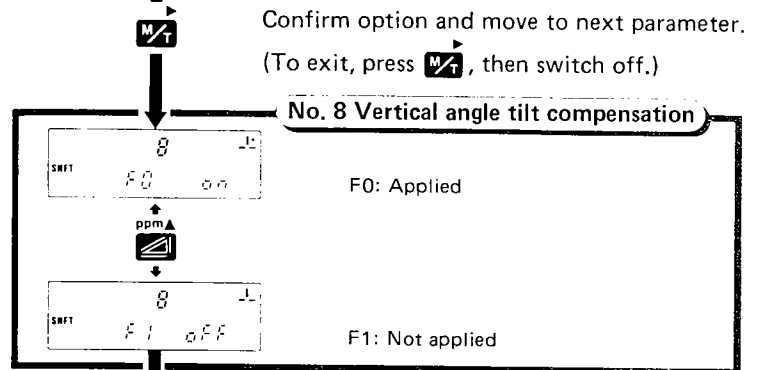 Confirm option and move to next parameter.
M/T
(To exit, press M/T, then switch off.)
No. 8 Vertical angle tilt compensation
8
SHFT
F0 on
F0: Applied
ppm▲
8
SHFT
F1 oFF
F1: Not applied